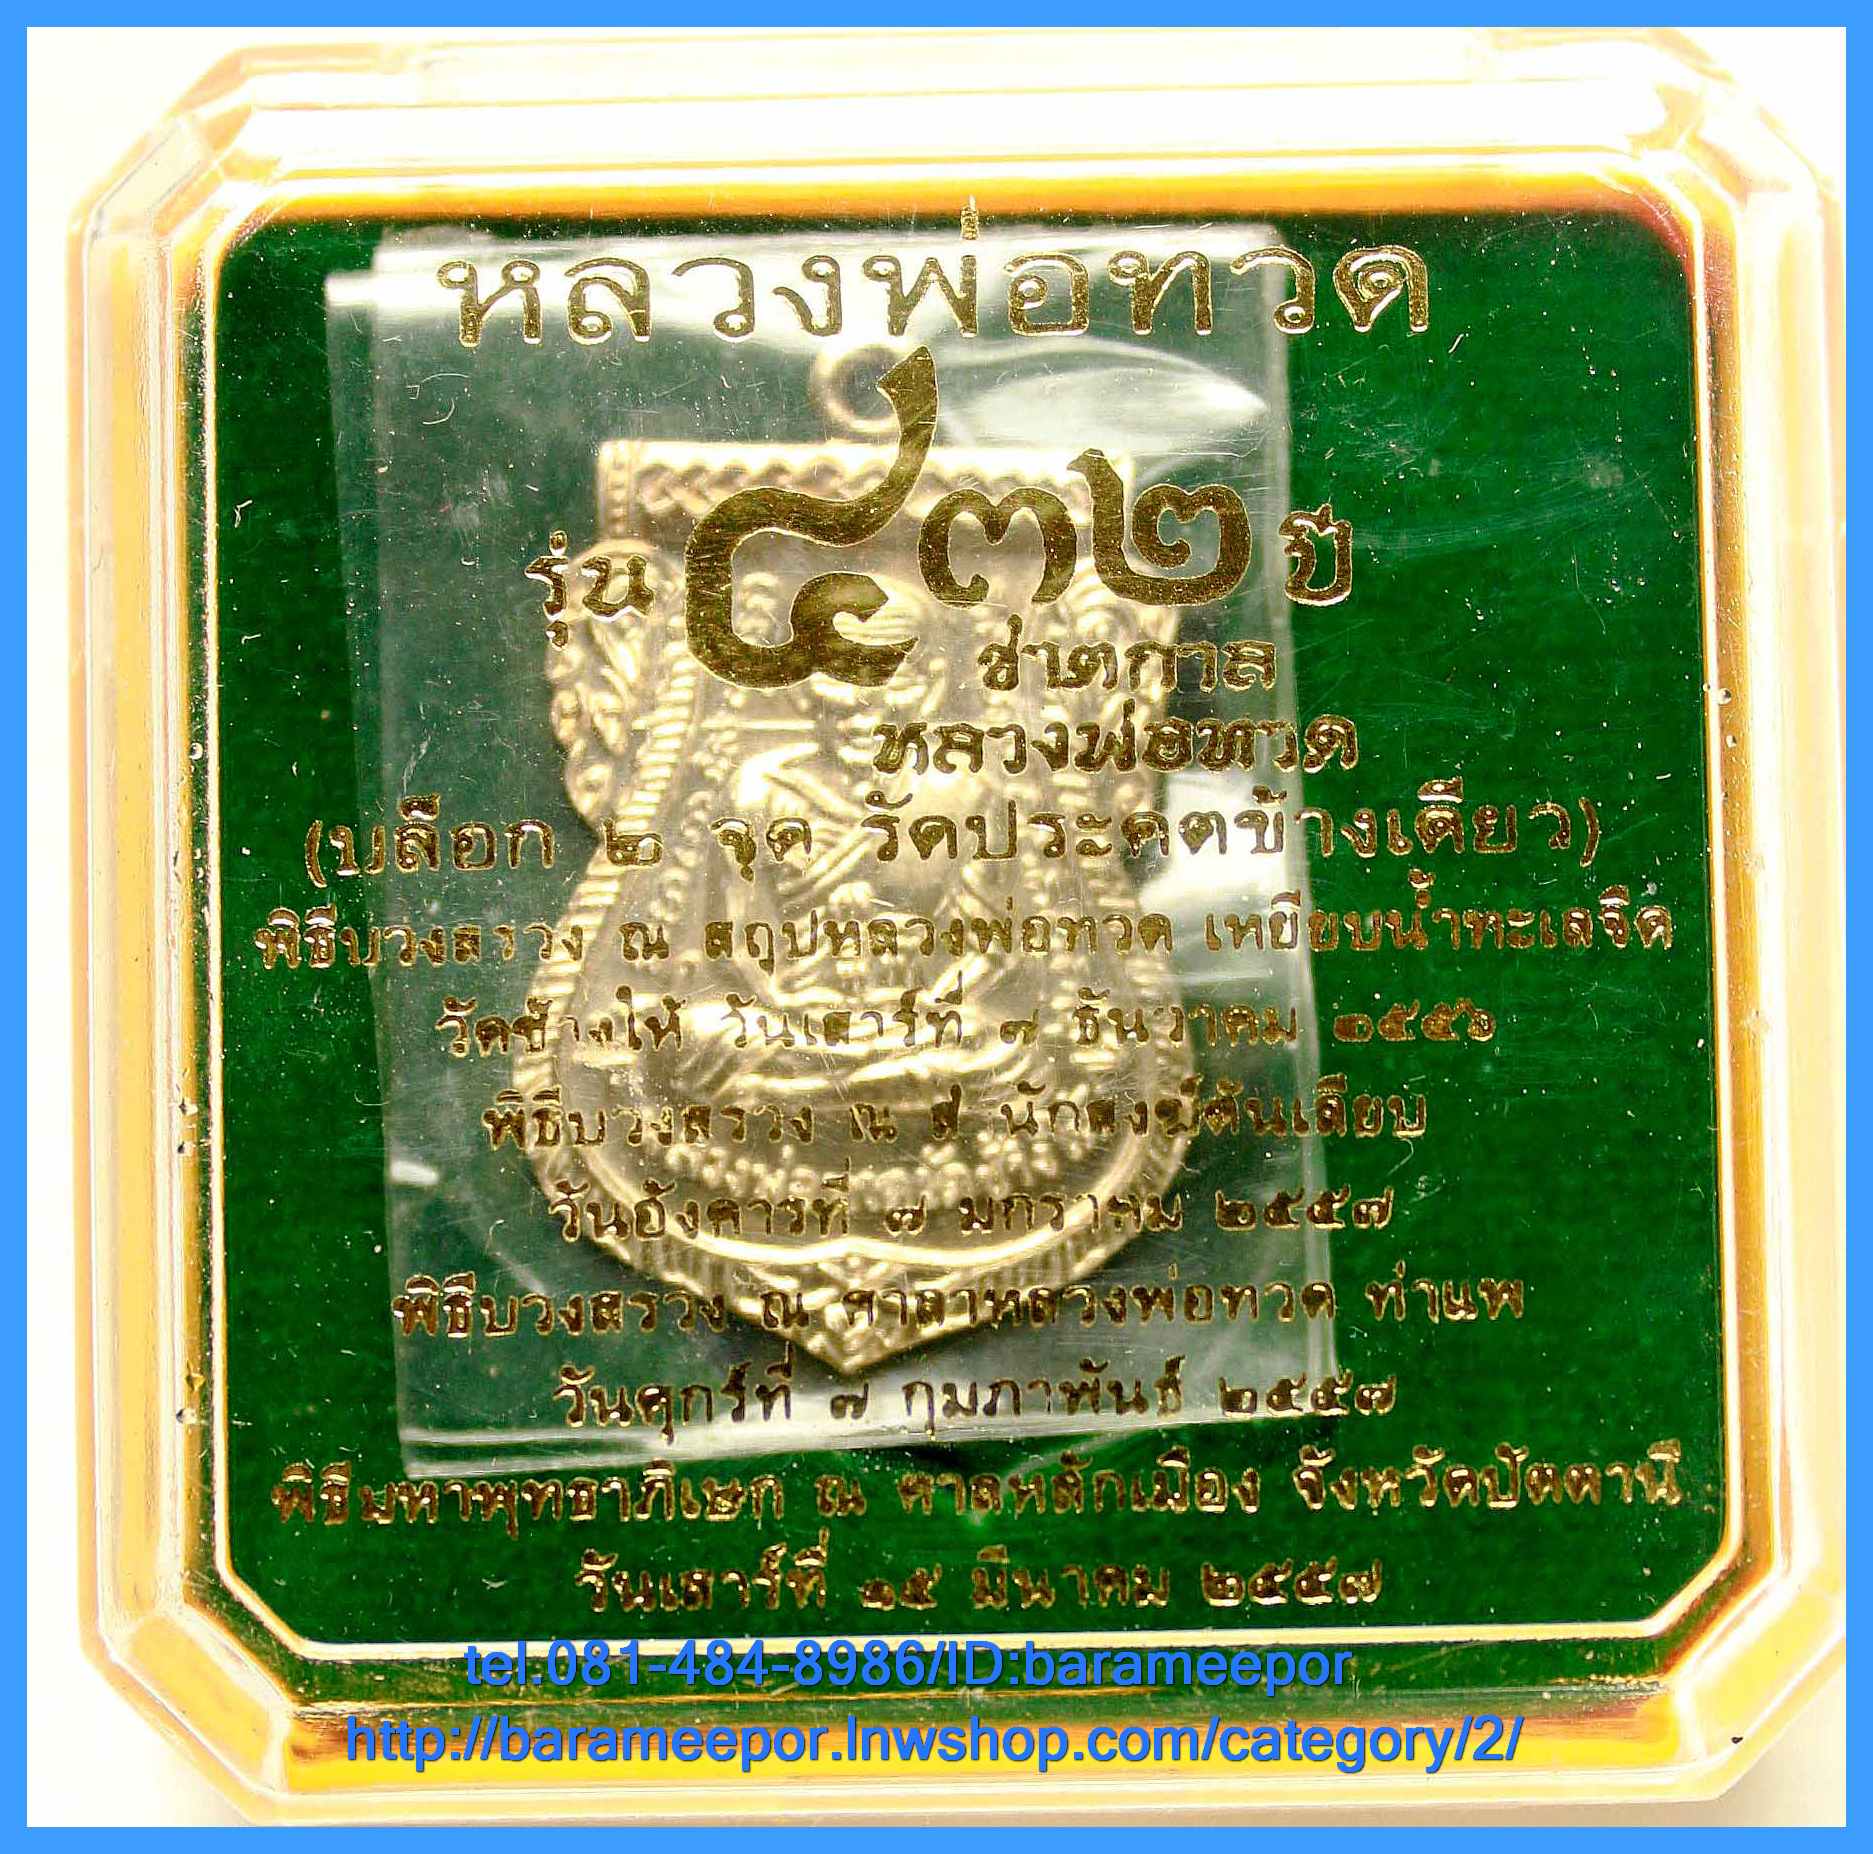 หลวงพ่อทวด
รุ่น ๔๓๒ ปี
ชาตกาล
หลวงพ่อทวด
(บล็อก ๒ จุด รัดประคตข้างเดียว)
พิธีบวงสรวง ณ สถูปหลวงพ่อทวด เหยียบน้ำทะเลจืด
วัดช้างให้ วันเสาร์ที่ ๗ ธันวาคม ๒๕๕๖
พิธีบวงสรวง ณ ส นักสงฆ์ต้นเลียบ
วันอังคารที่ ๗ มกราคม ๒๕๕๗
พิธีบวงสรวง ณ ศาลาหลวงพ่อทวด ท่าแพ
วันศุกร์ที่ ๗ กุมภาพันธ์ ๒๕๕๗
พิธีมหาพุทธาภิเษก ณ ศาลหลักเมือง จังหวัดปัตตานี
วันเสาร์ที่ ๑๕ มีนาคม ๒๕๕๗
tel.081-484-8986/ID:barameepor
http://barameepor.lnwshop.com/category/2/